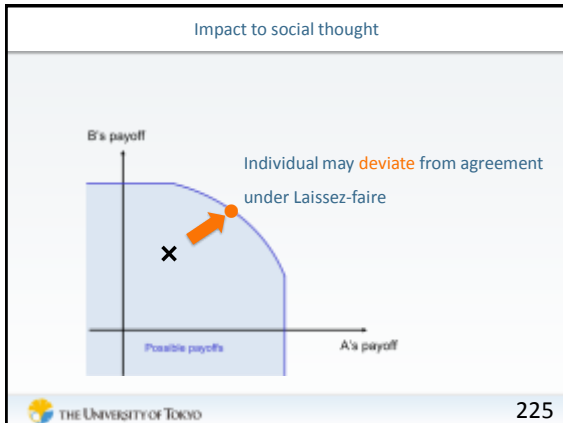 Impact to social thought
B's payoff
Individual may deviate from agreement
under Laissez-faire
Possible payoffs
A's payoff
THE UNIVERSITY OF TOKYO
225